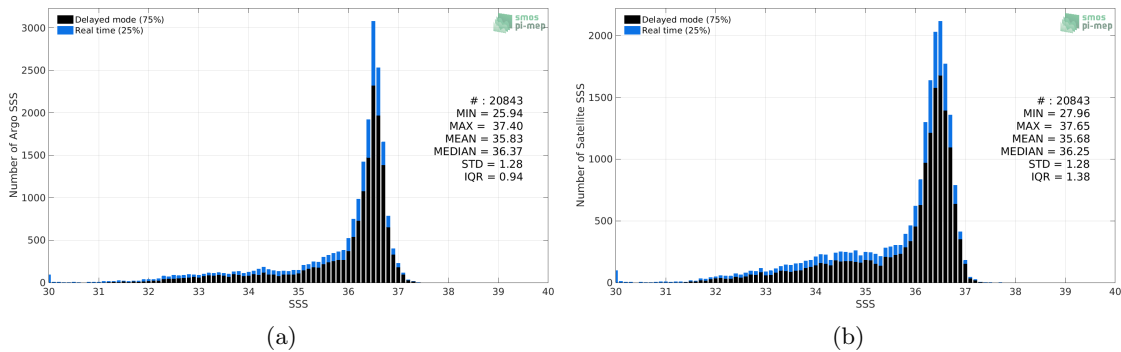 Delayed mode (75%)
Real time (25%)
smos
pi-mep
3000
2500
2000
1500
1000
500
0
Number of Argo SSS
# : 20843
MIN = 25.94
MAX = 37.40
MEAN = 35.83
MEDIAN = 36.37
STD = 1.28
IQR = 0.94
30 31 32 33 34 35 36 37 38 39 40
SSS
(a)
Delayed mode (75%)
Real time (25%)
smos
pi-mep
2000
1500
1000
500
0
Number of Satellite SSS
# : 20843
MIN = 27.96
MAX = 37.65
MEAN = 35.68
MEDIAN = 36.25
STD = 1.28
IQR = 1.38
30 31 32 33 34 35 36 37 38 39 40
SSS
(b)